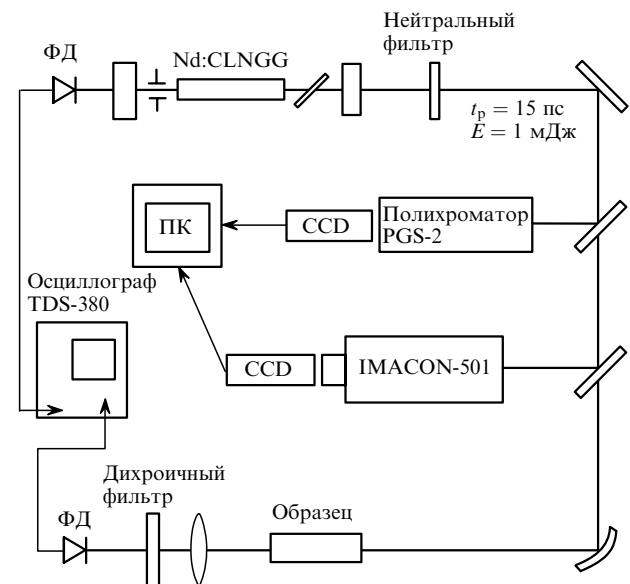 Нейтральный
фильтр
ФД
Nd:CLNGG
tp = 15 пс
E = 1 мДж
ПК
CCD
Полихроматор
PGS-2
Осциллограф
TDS-380
CCD
IMACON-501
Дихроичный
фильтр
ФД
Образец